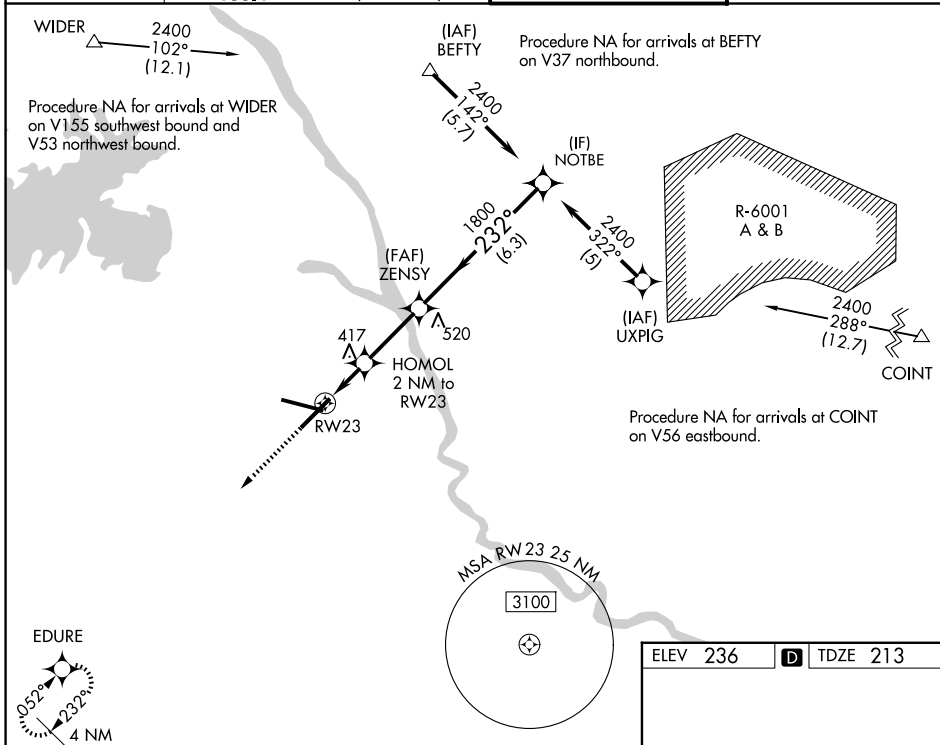 WIDER
2400
102°
(12.1)
Procedure NA for arrivals at WIDER
on V155 southwest bound and
V53 northwest bound.
(IAF)
BEFTY
2400
142°
(5.7)
Procedure NA for arrivals at BEFTY
on V37 northbound.
(IF)
NOTBE
1800
232°
(6.3)
2400
322°
(5)
(IAF)
UXPIG
R-6001
A & B
2400
288°
(12.7)
COINT
Procedure NA for arrivals at COINT
on V56 eastbound.
(FAF)
ZENSY
520
417
HOMOL
2 NM to
RW23
RW23
MSA RW23 25 NM
3100
EDURE
052°
232°
4 NM
ELEV 236 D TDZE 213